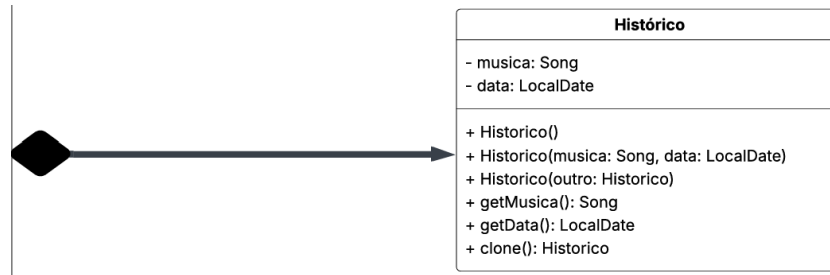 Histórico
- musica: Song
- data: LocalDate
+ Historico()
+ Historico(musica: Song, data: LocalDate)
+ Historico(outro: Historico)
+ getMusica(): Song
+ getData(): LocalDate
+ clone(): Historico